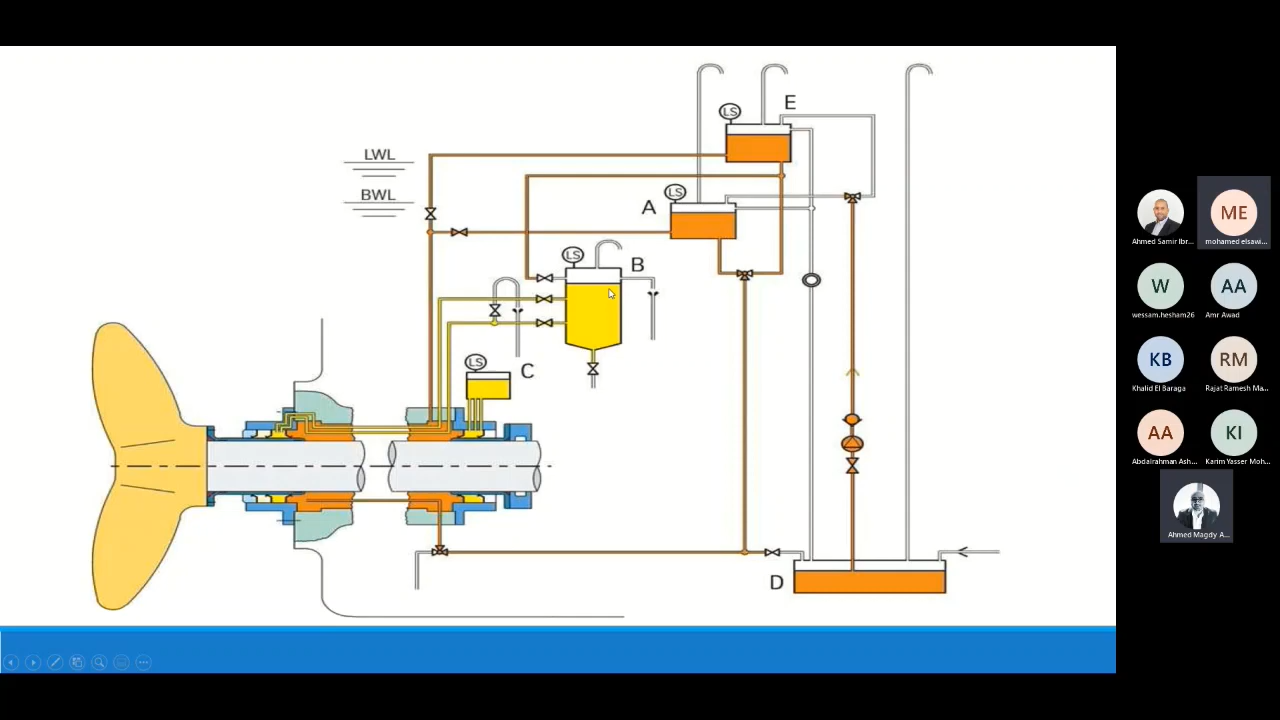 LS
E
LWL
BWL
LS
A
LS
B
LS
C
D
Ahmed Samir Ibr...
ME
mohamed elsawi...
W
wessam.hesham26
AA
Amr Awad
KB
Khalid El Baraga
RM
Rajat Ramesh Ma...
AA
Abdalrahman Ash...
KI
Karim Yasser Moh...
Ahmed Magdy A...